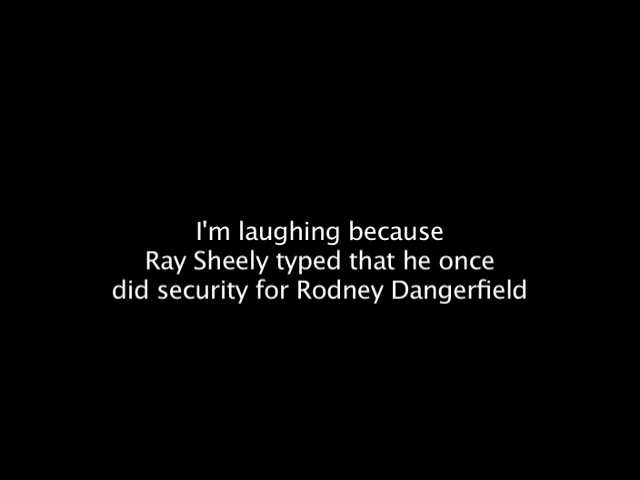 I'm laughing because
Ray Sheely typed that he once
did security for Rodney Dangerfield